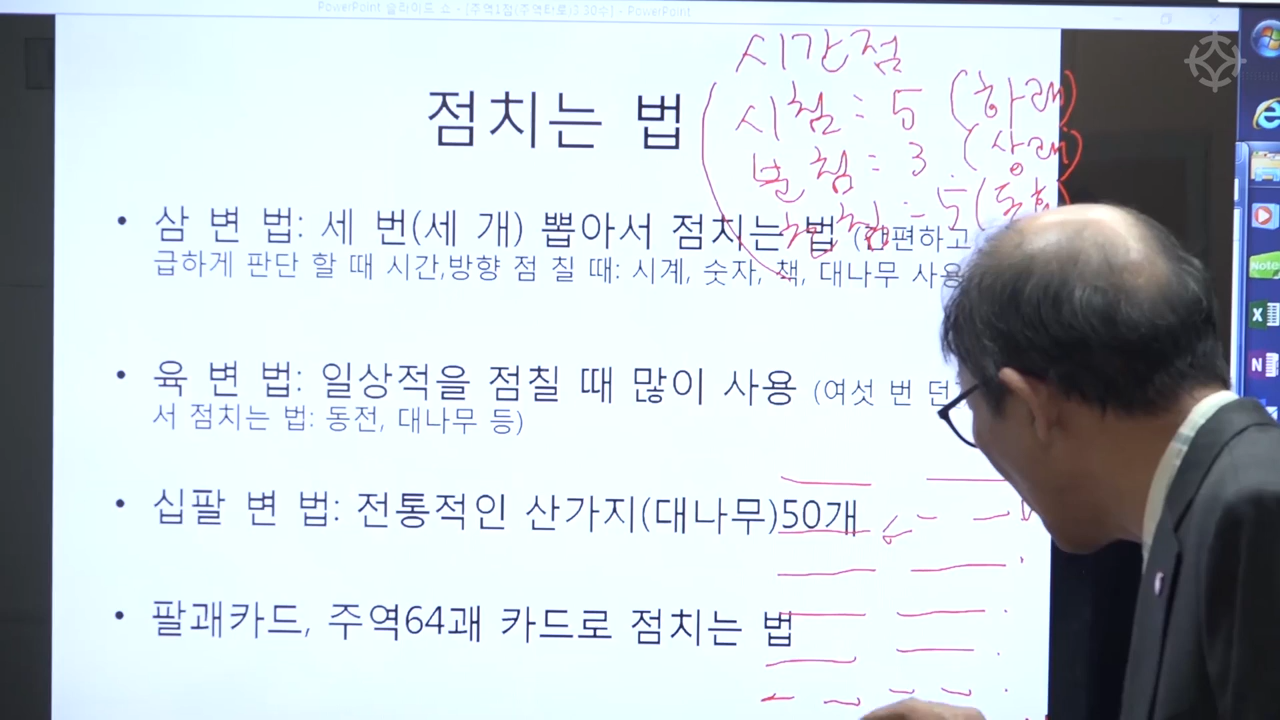 PowerPoint 슬라이드 쇼 - [주역1점(주역타로)3.30수] - PowerPoint
시간점
점치는 법
시침 = 5 (하괘)
분침 = 3 (상괘)
초침 = 5 (동효
• 삼 변 법: 세 번(세 개) 뽑아서 점치는 법 (간편하고
급하게 판단 할 때 시간,방향 점 칠 때: 시계, 숫자, 책, 대나무 사용
• 육 변 법: 일상적을 점칠 때 많이 사용 (여섯 번 던
서 점치는 법: 동전, 대나무 등)
• 십팔 변 법: 전통적인 산가지(대나무)50개
• 팔괘카드, 주역64괘 카드로 점치는 법
Note